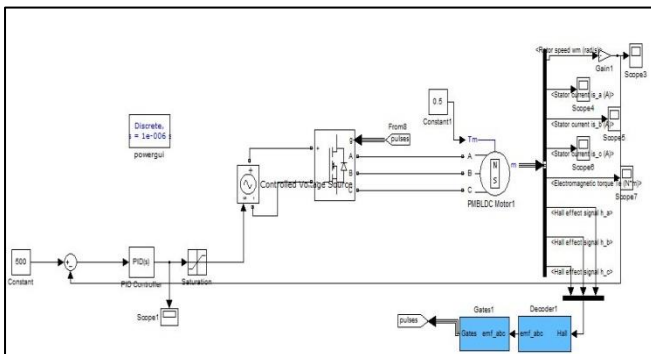 <Rotor speed wm (rad/s)>
Gain1
Scope3
<Stator current is_a (A)>
Scope4
<Stator current is_b (A)>
Scope5
<Stator current is_c (A)>
Scope6
<Electromagnetic torque Te (N*m)>
Scope7
<Hall effect signal h_a>
<Hall effect signal h_b>
<Hall effect signal h_c>
Discrete,
s = 1e-006 s
powergui
0.5
Constant1
From8
pulses
g
+
A
B
C
Tm
A
B
C
m
N
S
PMBLDC Motor1
Controlled Voltage Source
500
Constant
PID(s)
PID Controller
Saturation
Scope1
pulses
Gates1
Gates
emf_abc
Decoder1
emf_abc
Hall